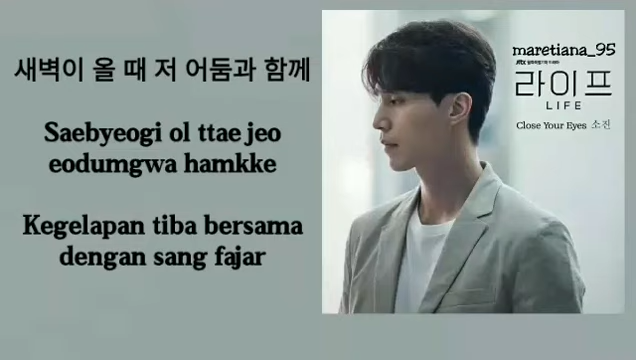 새벽이 올 때 저 어둠과 함께
Saebyeogi ol ttae jeo
eodumgwa hamkke
Kegelapan tiba bersama
dengan sang fajar
maretiana_95
라이프
LIFE
Close Your Eyes 소진